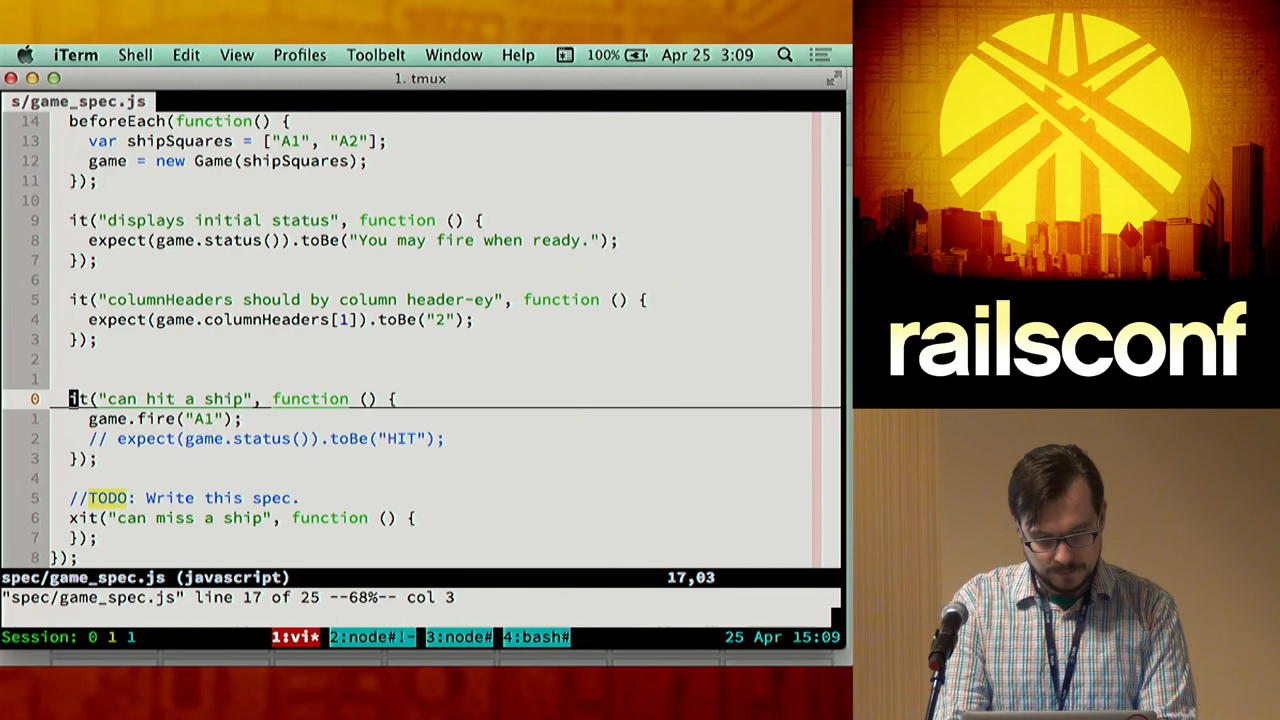 iTerm Shell Edit View Profiles Toolbelt Window Help 100% Apr 25 3:09
1. tmux
s/game_spec.js
14 beforeEach(function() {
13 var shipSquares = ["A1", "A2"];
12 game = new Game(shipSquares);
11 });
10
9 it("displays initial status", function () {
8 expect(game.status()).toBe("You may fire when ready.");
7 });
6
5 it("columnHeaders should by column header-ey", function () {
4 expect(game.columnHeaders[1]).toBe("2");
3 });
2
1
0 it("can hit a ship", function () {
1 game.fire("A1");
2 // expect(game.status()).toBe("HIT");
3 });
4
5 //TODO: Write this spec.
6 xit("can miss a ship", function () {
7 });
8 });
spec/game_spec.js (javascript) 17,03
"spec/game_spec.js" line 17 of 25 --68%-- col 3
Session: 0 1 1 1:vi* 2:node#!- 3:node# 4:bash# 25 Apr 15:09
railsconf